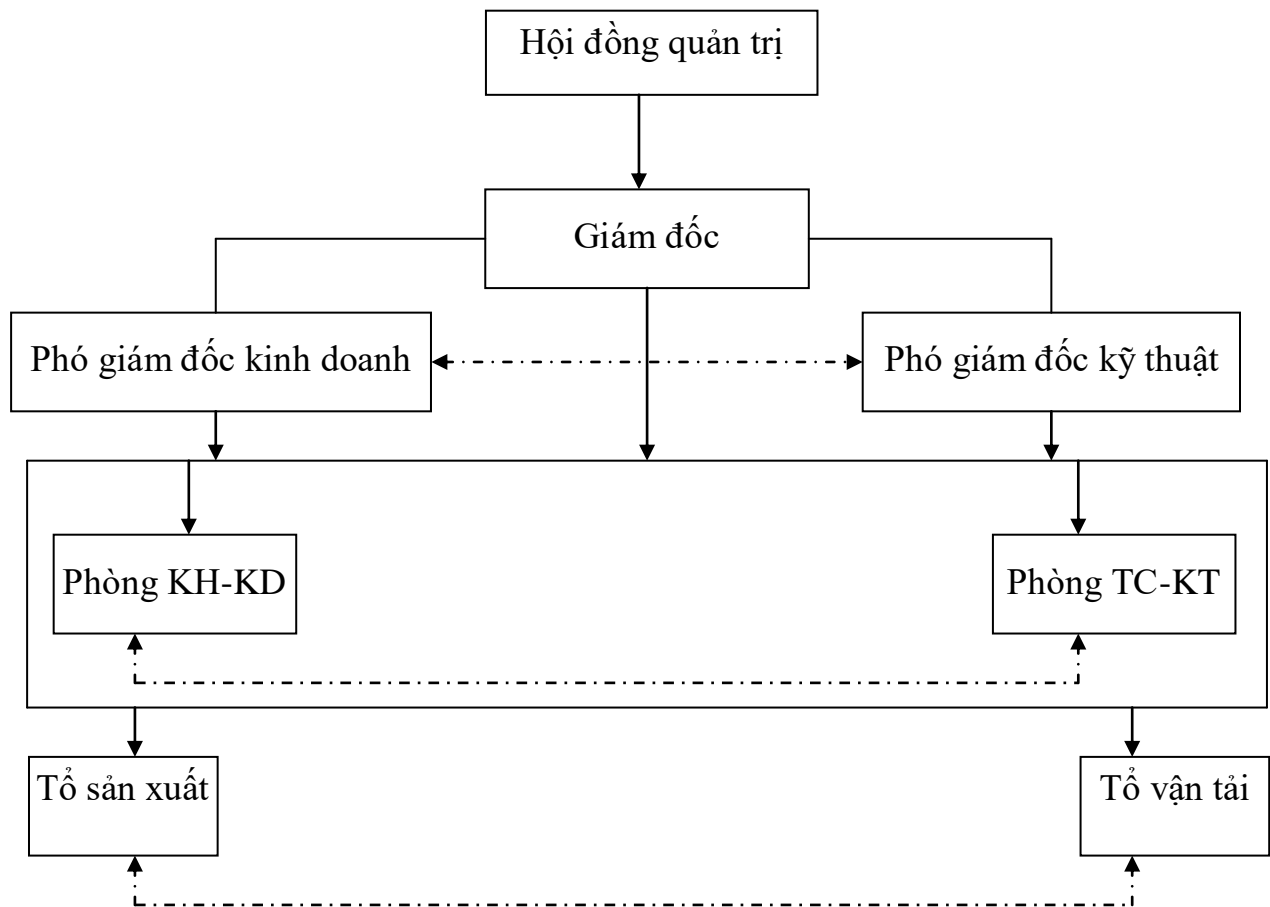 Hội đồng quản trị
Giám đốc
Phó giám đốc kinh doanh
Phó giám đốc kỹ thuật
Phòng KH-KD
Phòng TC-KT
Tổ sản xuất
Tổ vận tải